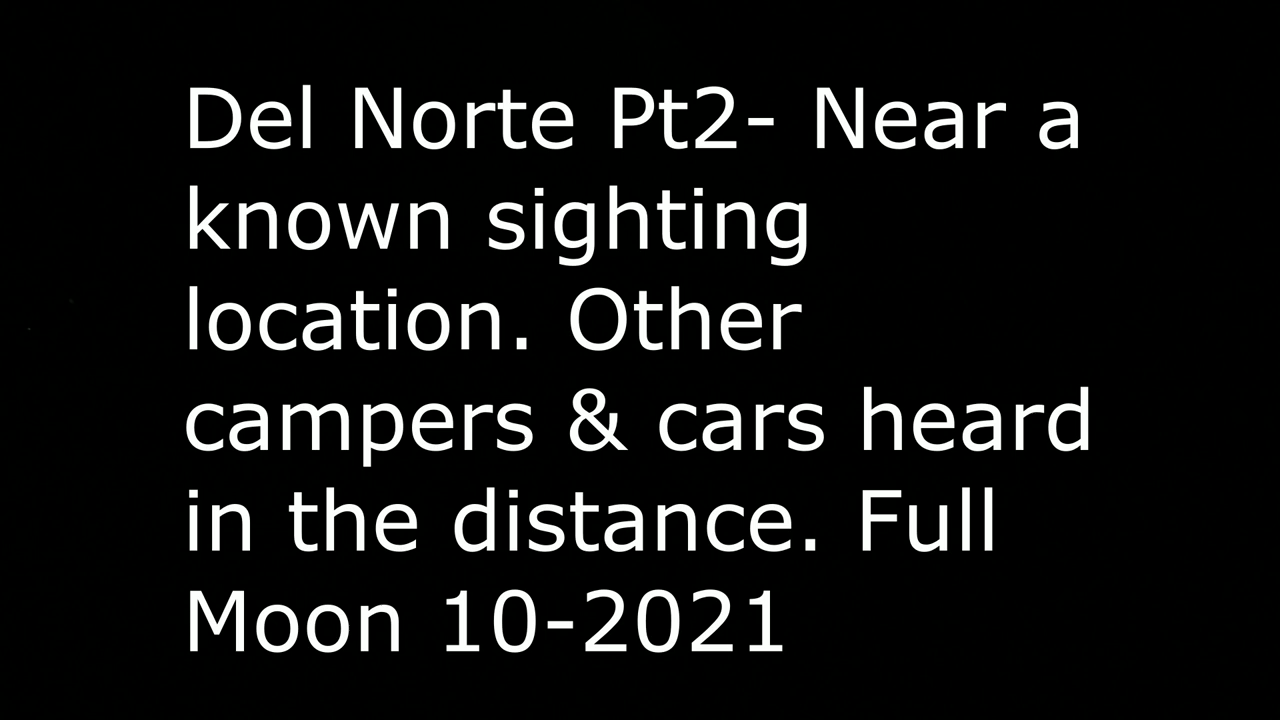 Del Norte Pt2- Near a
known sighting
location. Other
campers & cars heard
in the distance. Full
Moon 10-2021